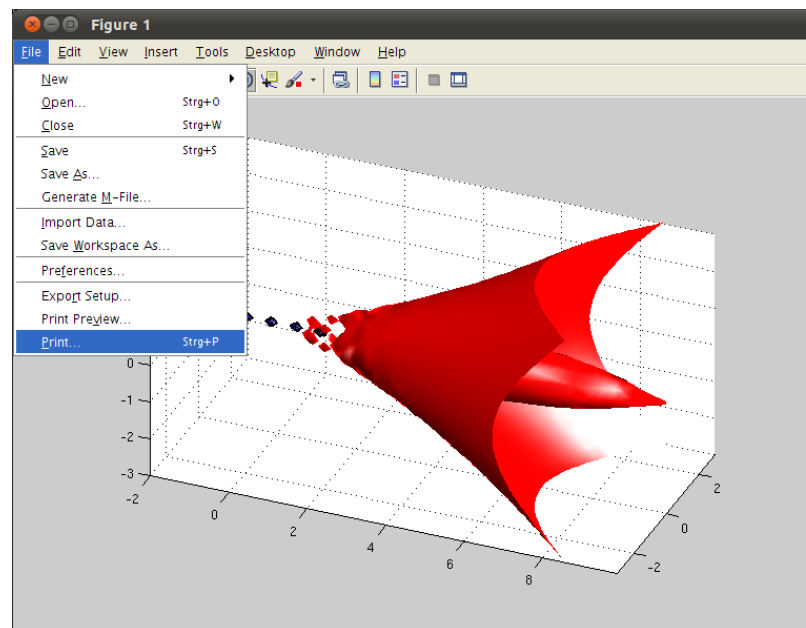 Figure 1
File Edit View Insert Tools Desktop Window Help
New
Open... Strg+O
Close Strg+W
Save Strg+S
Save As...
Generate M-File...
Import Data...
Save Workspace As...
Preferences...
Export Setup...
Print Preview...
Print... Strg+P
0
-1
-2
-3
-2
0
2
4
6
8
2
0
-2